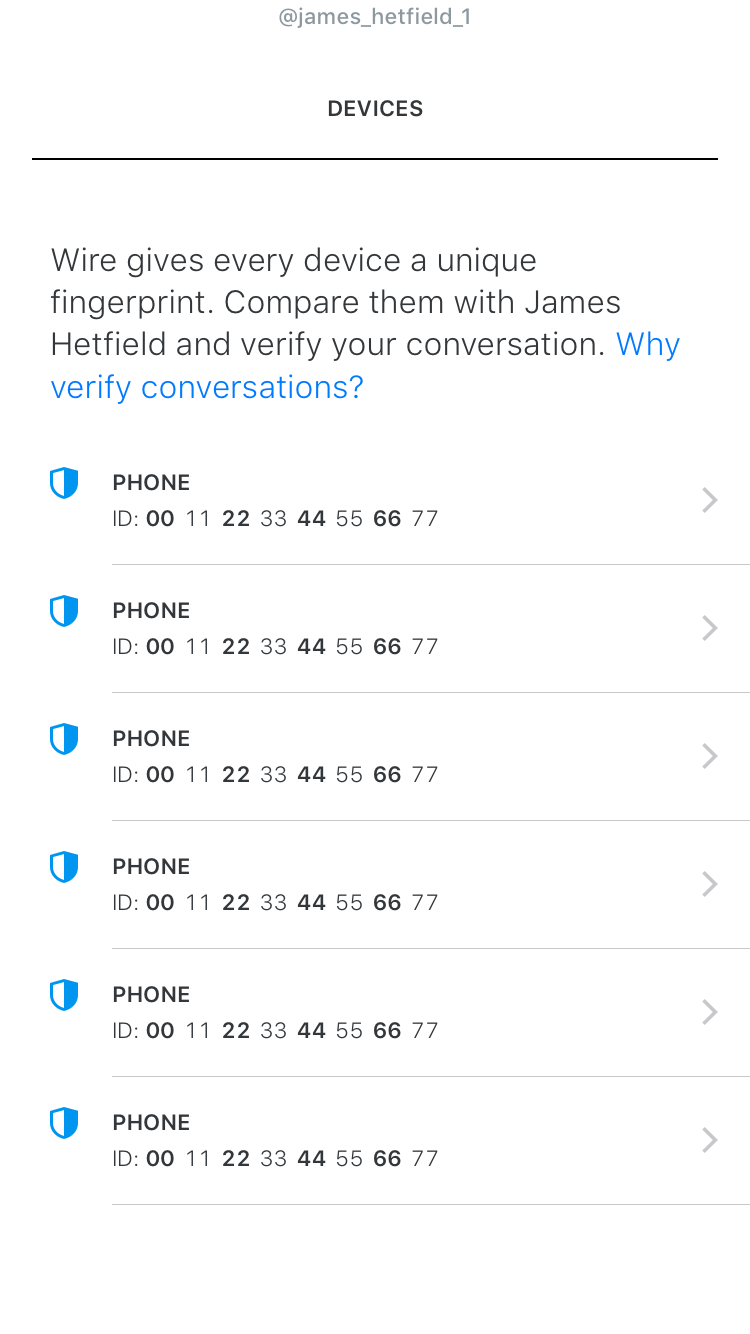 @james_hetfield_1
DEVICES
Wire gives every device a unique
fingerprint. Compare them with James
Hetfield and verify your conversation. Why
verify conversations?
PHONE
ID: 00 11 22 33 44 55 66 77
PHONE
ID: 00 11 22 33 44 55 66 77
PHONE
ID: 00 11 22 33 44 55 66 77
PHONE
ID: 00 11 22 33 44 55 66 77
PHONE
ID: 00 11 22 33 44 55 66 77
PHONE
ID: 00 11 22 33 44 55 66 77